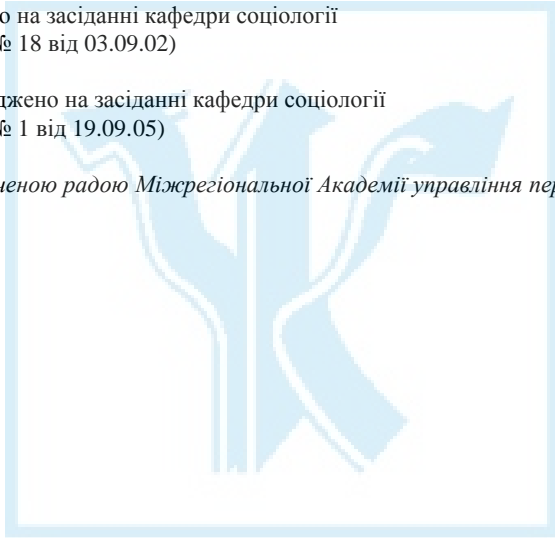 о на засіданні кафедри соціології
№ 18 від 03.09.02)
джено на засіданні кафедри соціології
№ 1 від 19.09.05)
ченою радою Міжрегіональної Академії управління пер